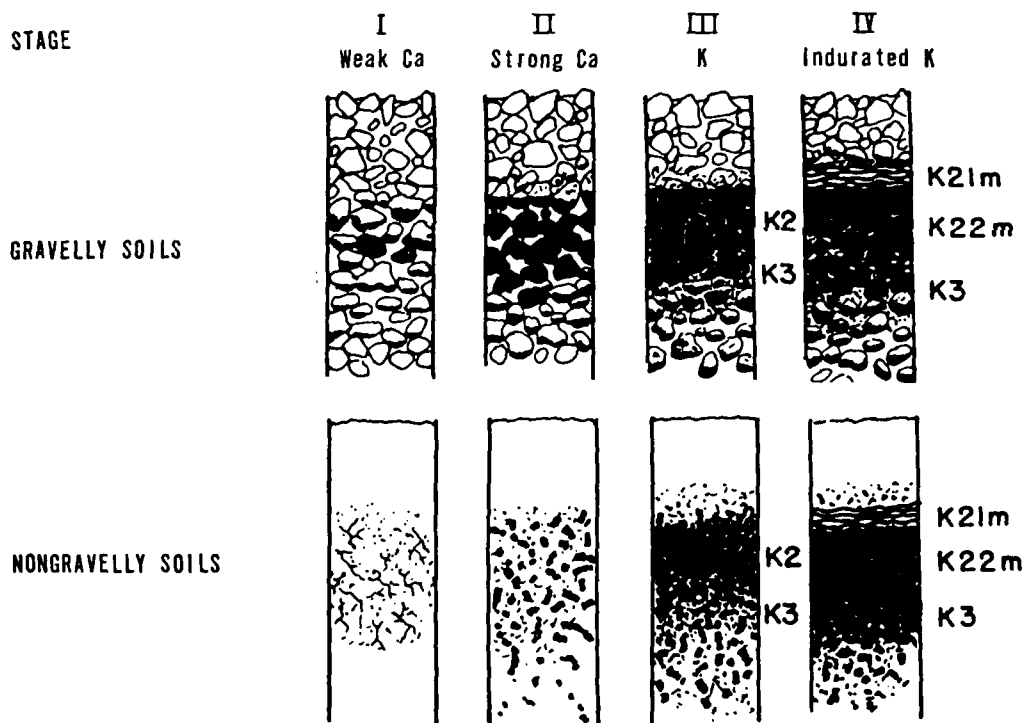 STAGE
I II III IV
Weak Ca Strong Ca K Indurated K
GRAVELLY SOILS
K21m
K2 K22m
K3 K3
NONGRAVELLY SOILS
K21m
K2 K22m
K3 K3